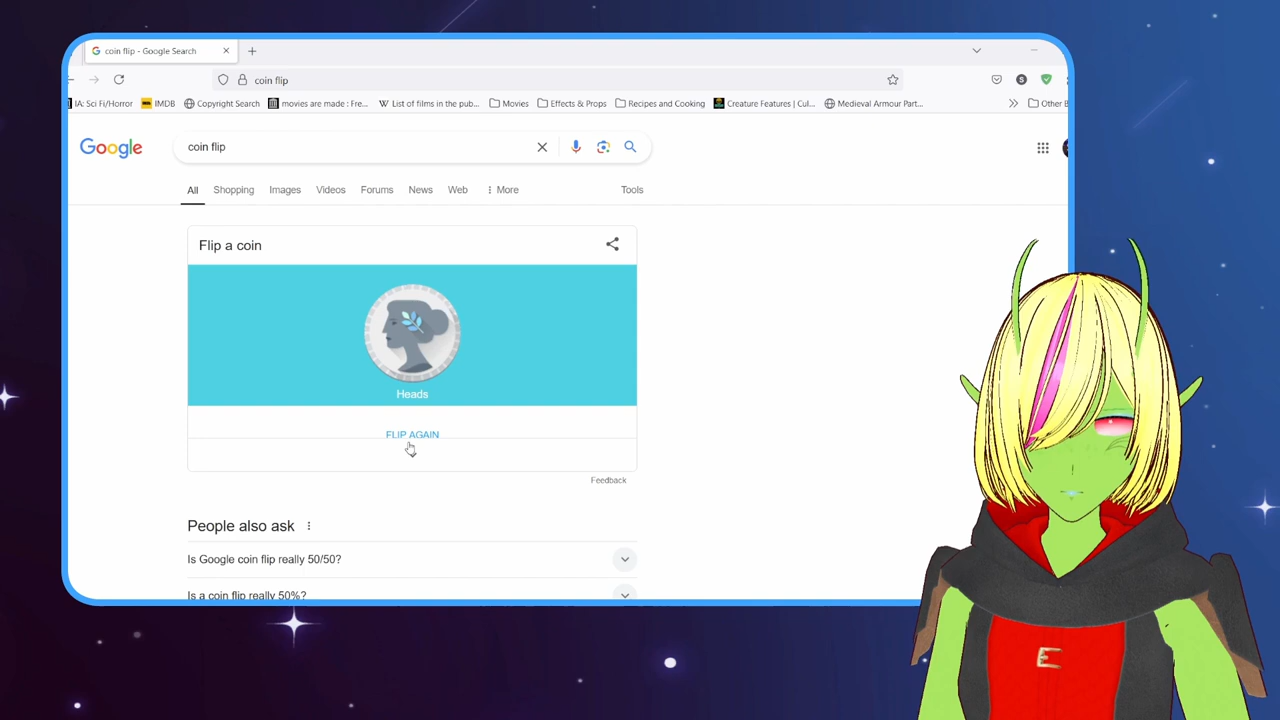 coin flip - Google Search
coin flip
IA: Sci Fi/Horror IMDB Copyright Search movies are made : Fre... List of films in the pub... Movies Effects & Props Recipes and Cooking Creature Features | Cul... Medieval Armour Part... Other B
Google coin flip
All Shopping Images Videos Forums News Web More Tools
Flip a coin
Heads
FLIP AGAIN
Feedback
People also ask
Is Google coin flip really 50/50?
Is a coin flip really 50%?